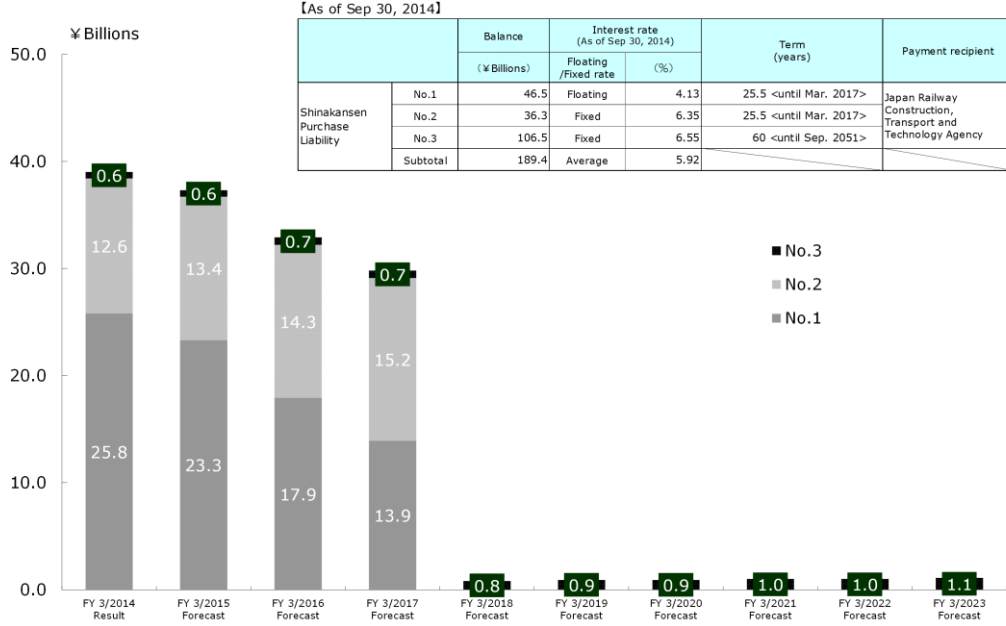 【As of Sep 30, 2014】
Balance
Interest rate
(As of Sep 30, 2014)
Term
(years)
Payment recipient
(¥Billions)
Floating
/Fixed rate
(%)
Shinakansen
Purchase
Liability
No.1 46.5 Floating 4.13 25.5 <until Mar. 2017>
No.2 36.3 Fixed 6.35 25.5 <until Mar. 2017>
No.3 106.5 Fixed 6.55 60 <until Sep. 2051>
Subtotal 189.4 Average 5.92
Japan Railway
Construction,
Transport and
Technology Agency
¥Billions
50.0
40.0
30.0
20.0
10.0
0.0
0.6 0.6 0.7 0.7 0.8 0.9 0.9 1.0 1.0 1.1
12.6 13.4 14.3 15.2
25.8 23.3 17.9 13.9
No.3
No.2
No.1
FY 3/2014 FY 3/2015 FY 3/2016 FY 3/2017 FY 3/2018 FY 3/2019 FY 3/2020 FY 3/2021 FY 3/2022 FY 3/2023
Result Forecast Forecast Forecast Forecast Forecast Forecast Forecast Forecast Forecast